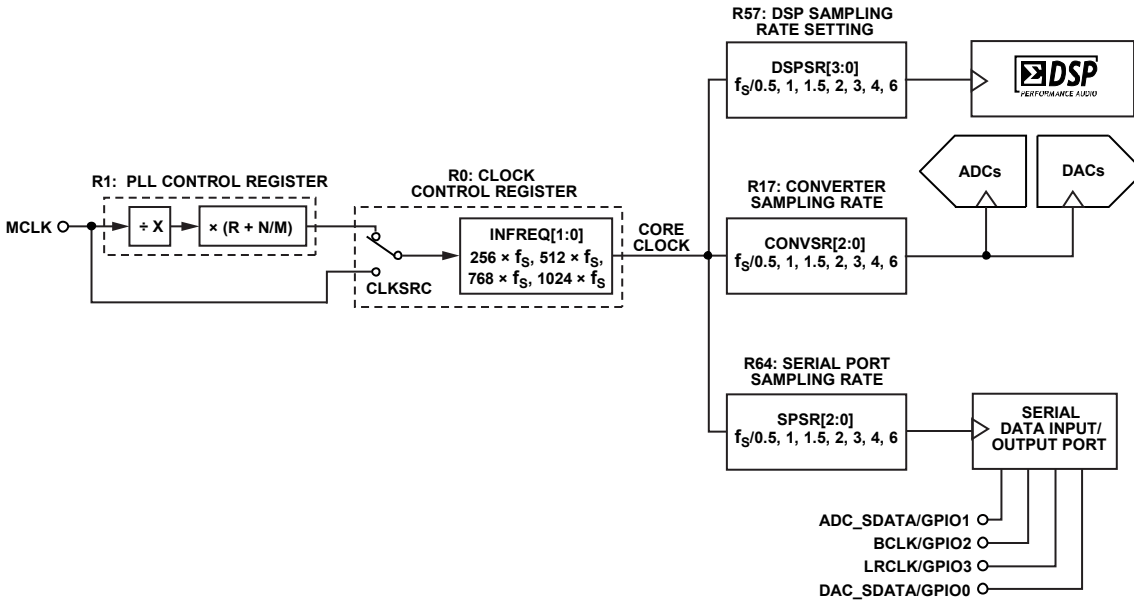 R57: DSP SAMPLING
RATE SETTING
DSPSR[3:0]
fS/0.5, 1, 1.5, 2, 3, 4, 6
ΣDSP
PERFORMANCE AUDIO
R1: PLL CONTROL REGISTER
MCLK
÷ X
× (R + N/M)
R0: CLOCK
CONTROL REGISTER
CLKSRC
INFREQ[1:0]
256 × fS, 512 × fS,
768 × fS, 1024 × fS
CORE
CLOCK
R17: CONVERTER
SAMPLING RATE
CONVSR[2:0]
fS/0.5, 1, 1.5, 2, 3, 4, 6
ADCs
DACs
R64: SERIAL PORT
SAMPLING RATE
SPSR[2:0]
fS/0.5, 1, 1.5, 2, 3, 4, 6
SERIAL
DATA INPUT/
OUTPUT PORT
ADC_SDATA/GPIO1
BCLK/GPIO2
LRCLK/GPIO3
DAC_SDATA/GPIO0